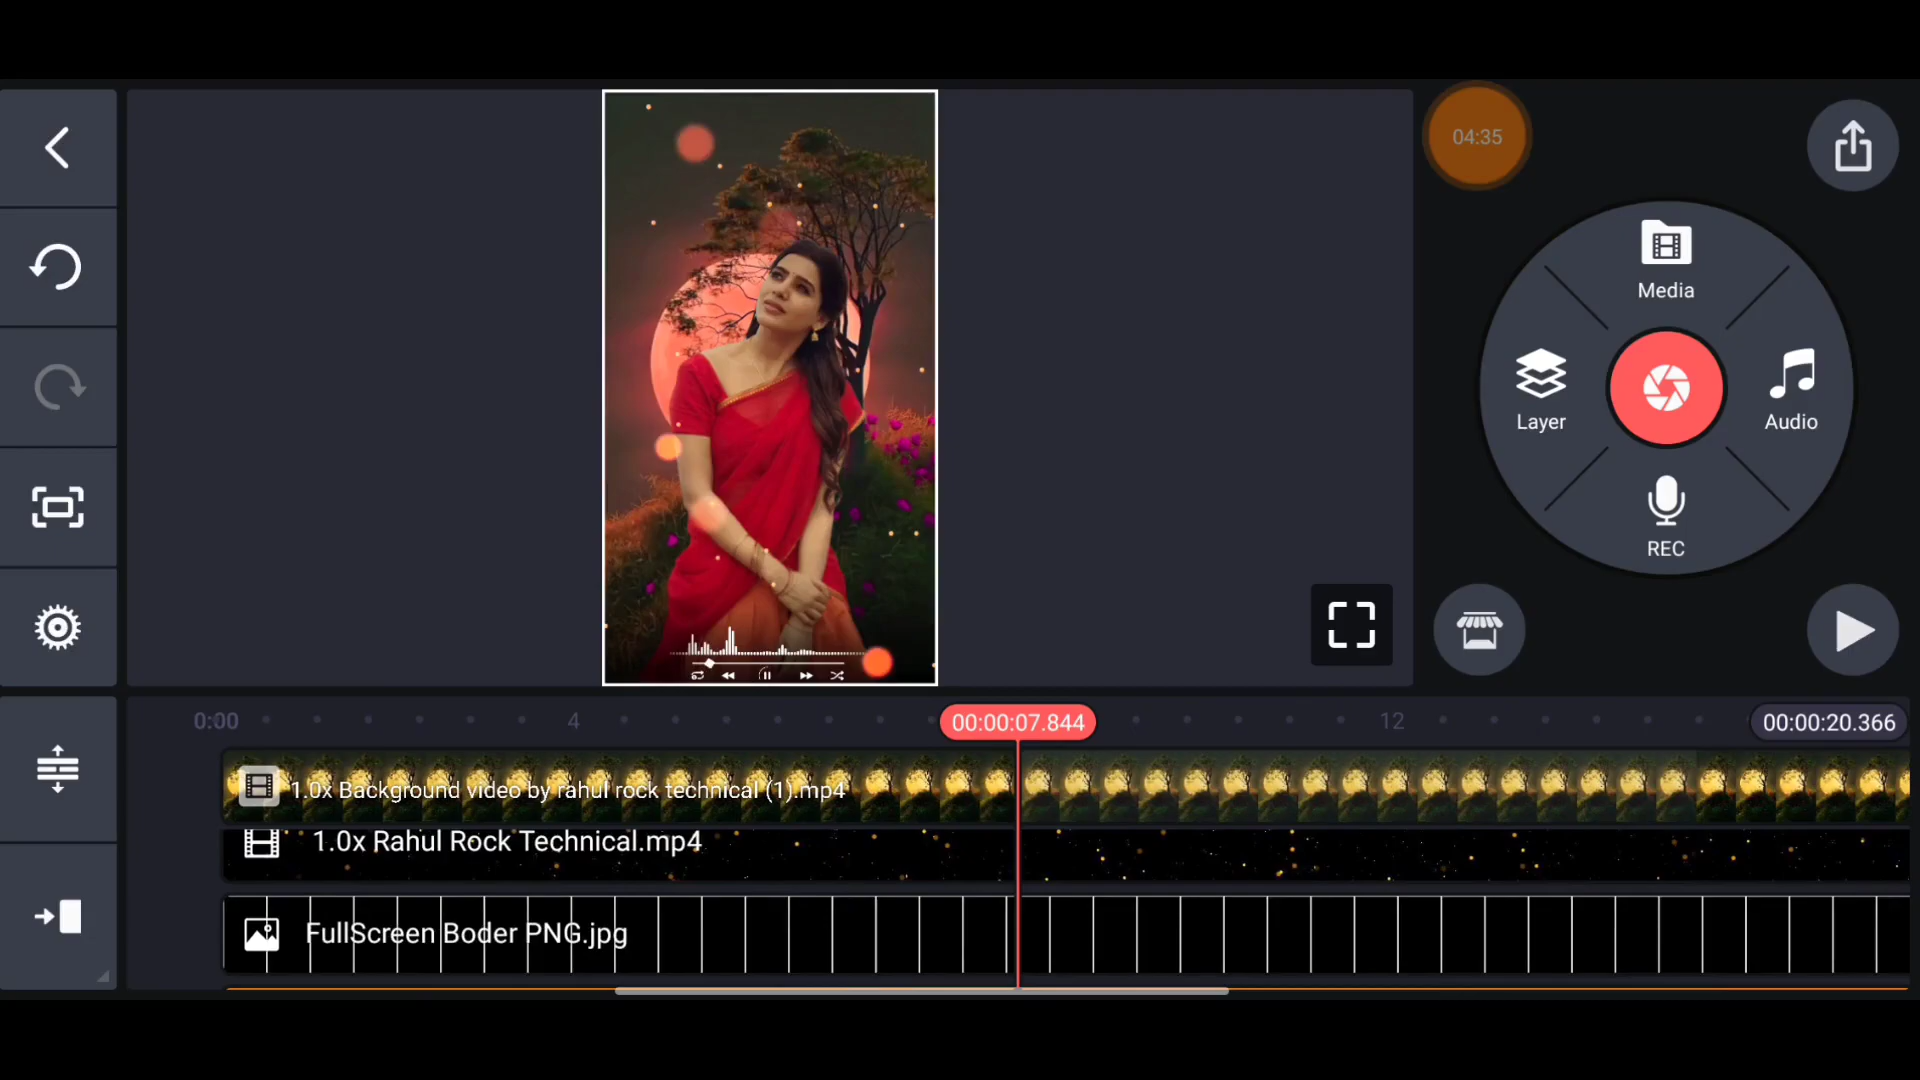 04:35
Media
Layer
Audio
REC
0:00
4
00:00:07.844
12
00:00:20.366
1.0x Background video by rahul rock technical (1).mp4
1.0x Rahul Rock Technical.mp4
FullScreen Boder PNG.jpg